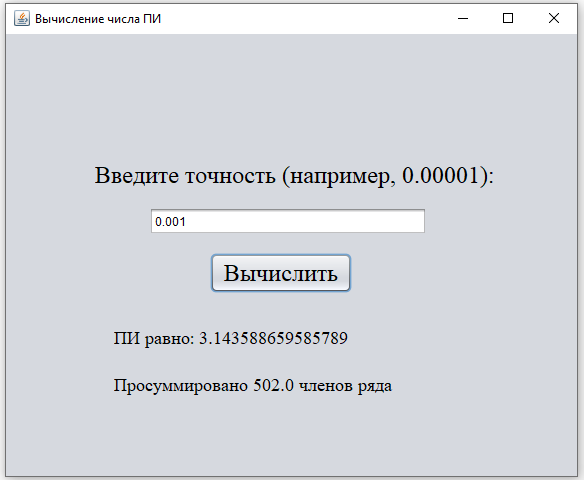 Вычисление числа ПИ
Введите точность (например, 0.00001):
0.001
Вычислить
ПИ равно: 3.143588659585789
Просуммировано 502.0 членов ряда